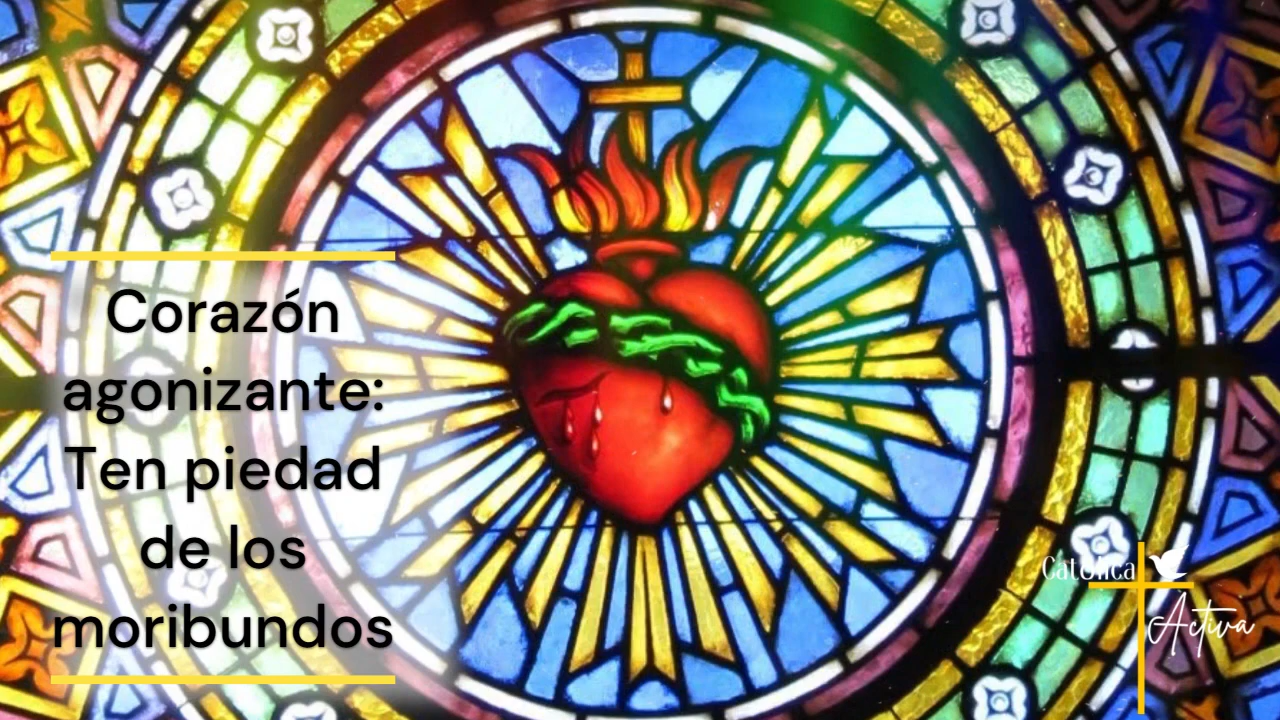 Corazón
agonizante:
Ten piedad
de los
moribundos
Católica
Activa